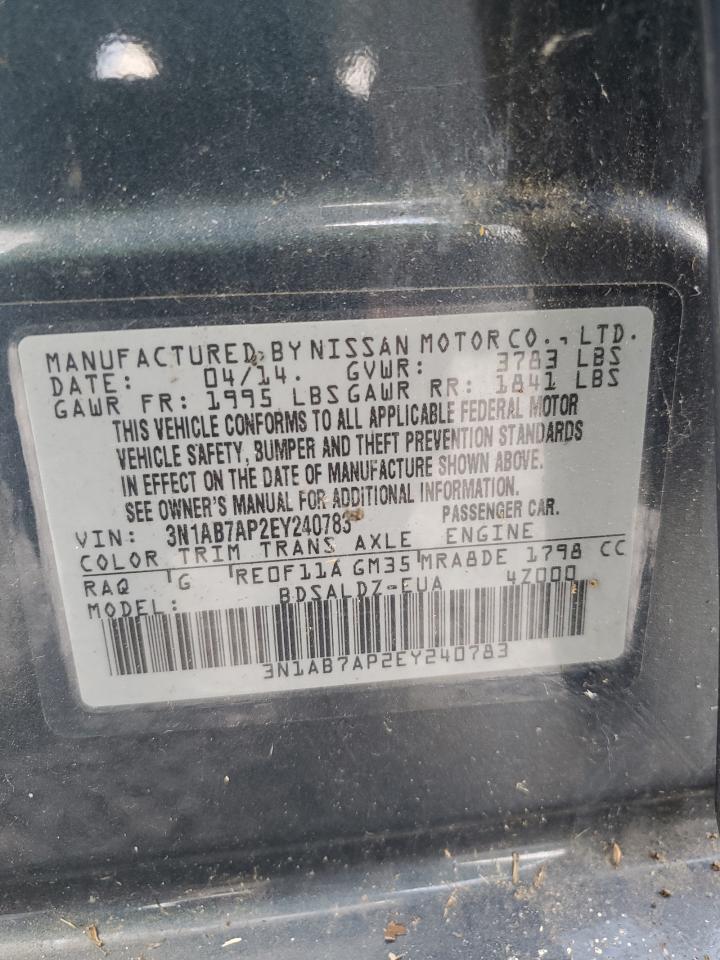 MANUFACTURED BY NISSAN MOTOR CO., LTD.
DATE: 04/14. GVWR: 3783 LBS
GAWR FR: 1995 LBS GAWR RR: 1841 LBS
THIS VEHICLE CONFORMS TO ALL APPLICABLE FEDERAL MOTOR
VEHICLE SAFETY, BUMPER AND THEFT PREVENTION STANDARDS
IN EFFECT ON THE DATE OF MANUFACTURE SHOWN ABOVE.
SEE OWNER'S MANUAL FOR ADDITIONAL INFORMATION.
VIN: 3N1AB7AP2EY240783 PASSENGER CAR.
COLOR TRIM TRANS AXLE ENGINE
RAQ G RE0F11A GM35 MRA8DE 1798 CC
MODEL: BDSALDZ-EUA 4Z000
3N1AB7AP2EY240783